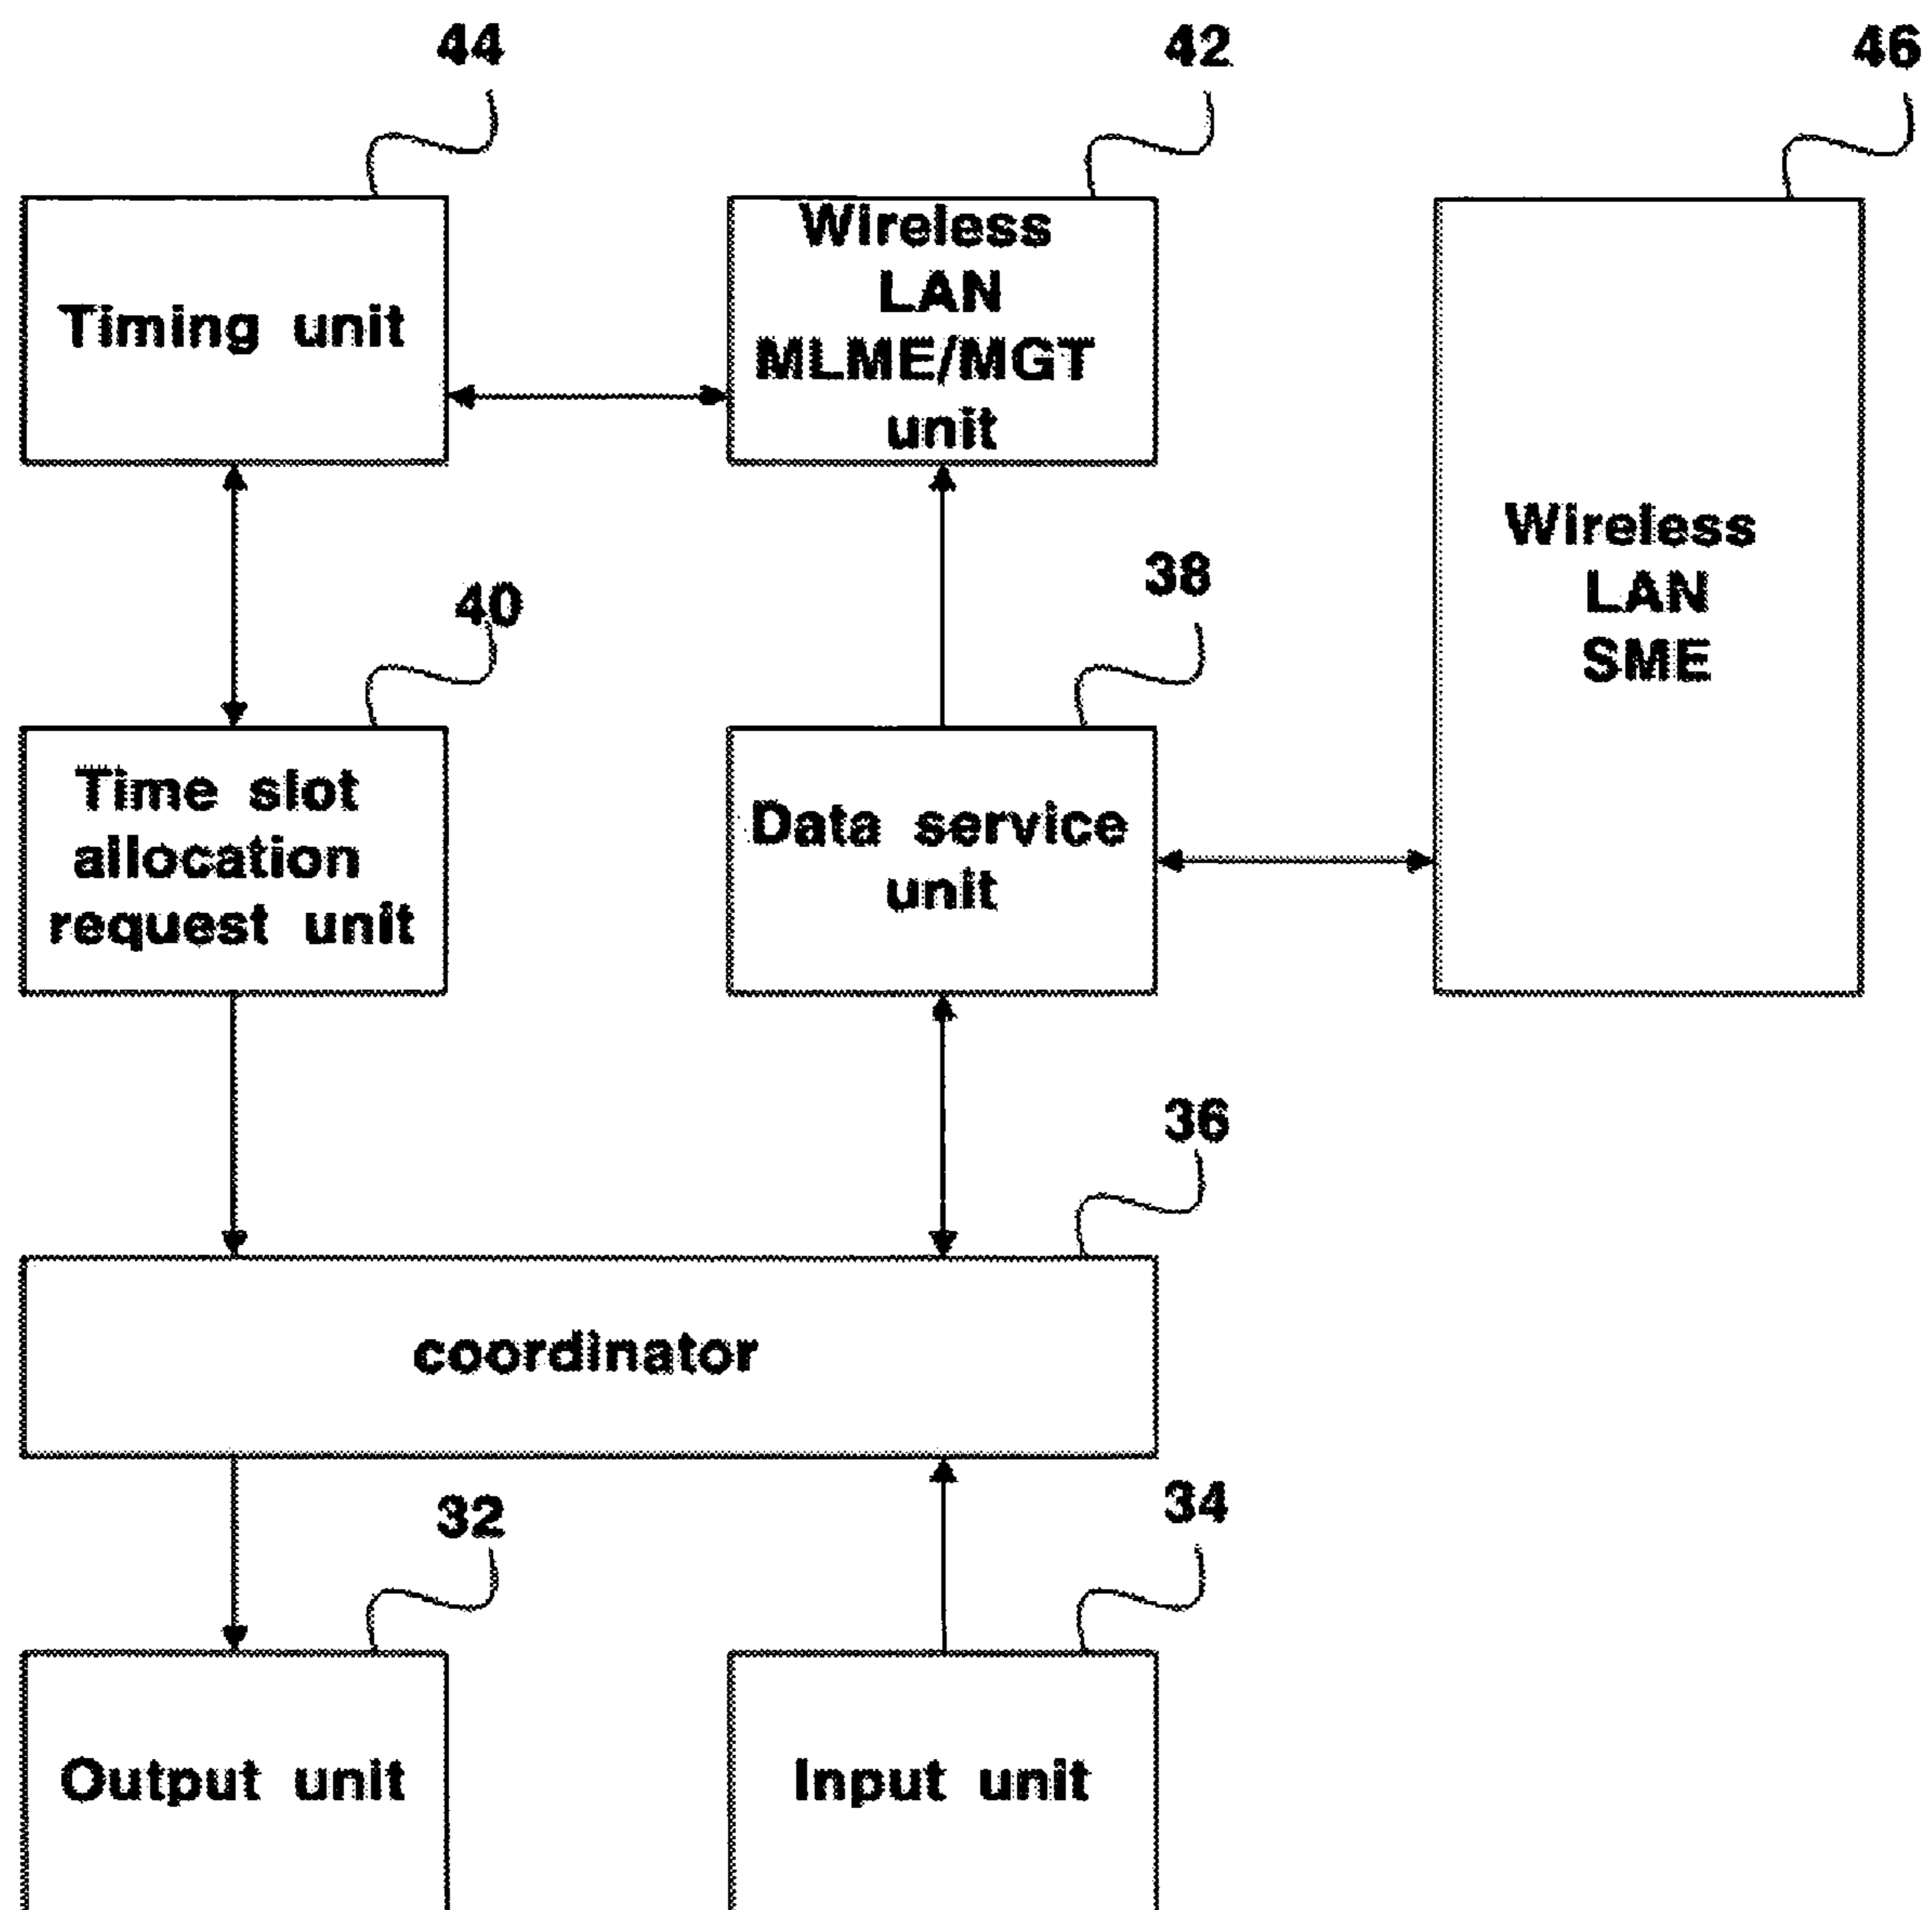 44
42
46
Timing unit
Wireless
LAN
MLME/MGT
unit
Wireless
LAN
SME
40
38
Time slot
allocation
request unit
Data service
unit
36
coordinator
32
34
Output unit
Input unit